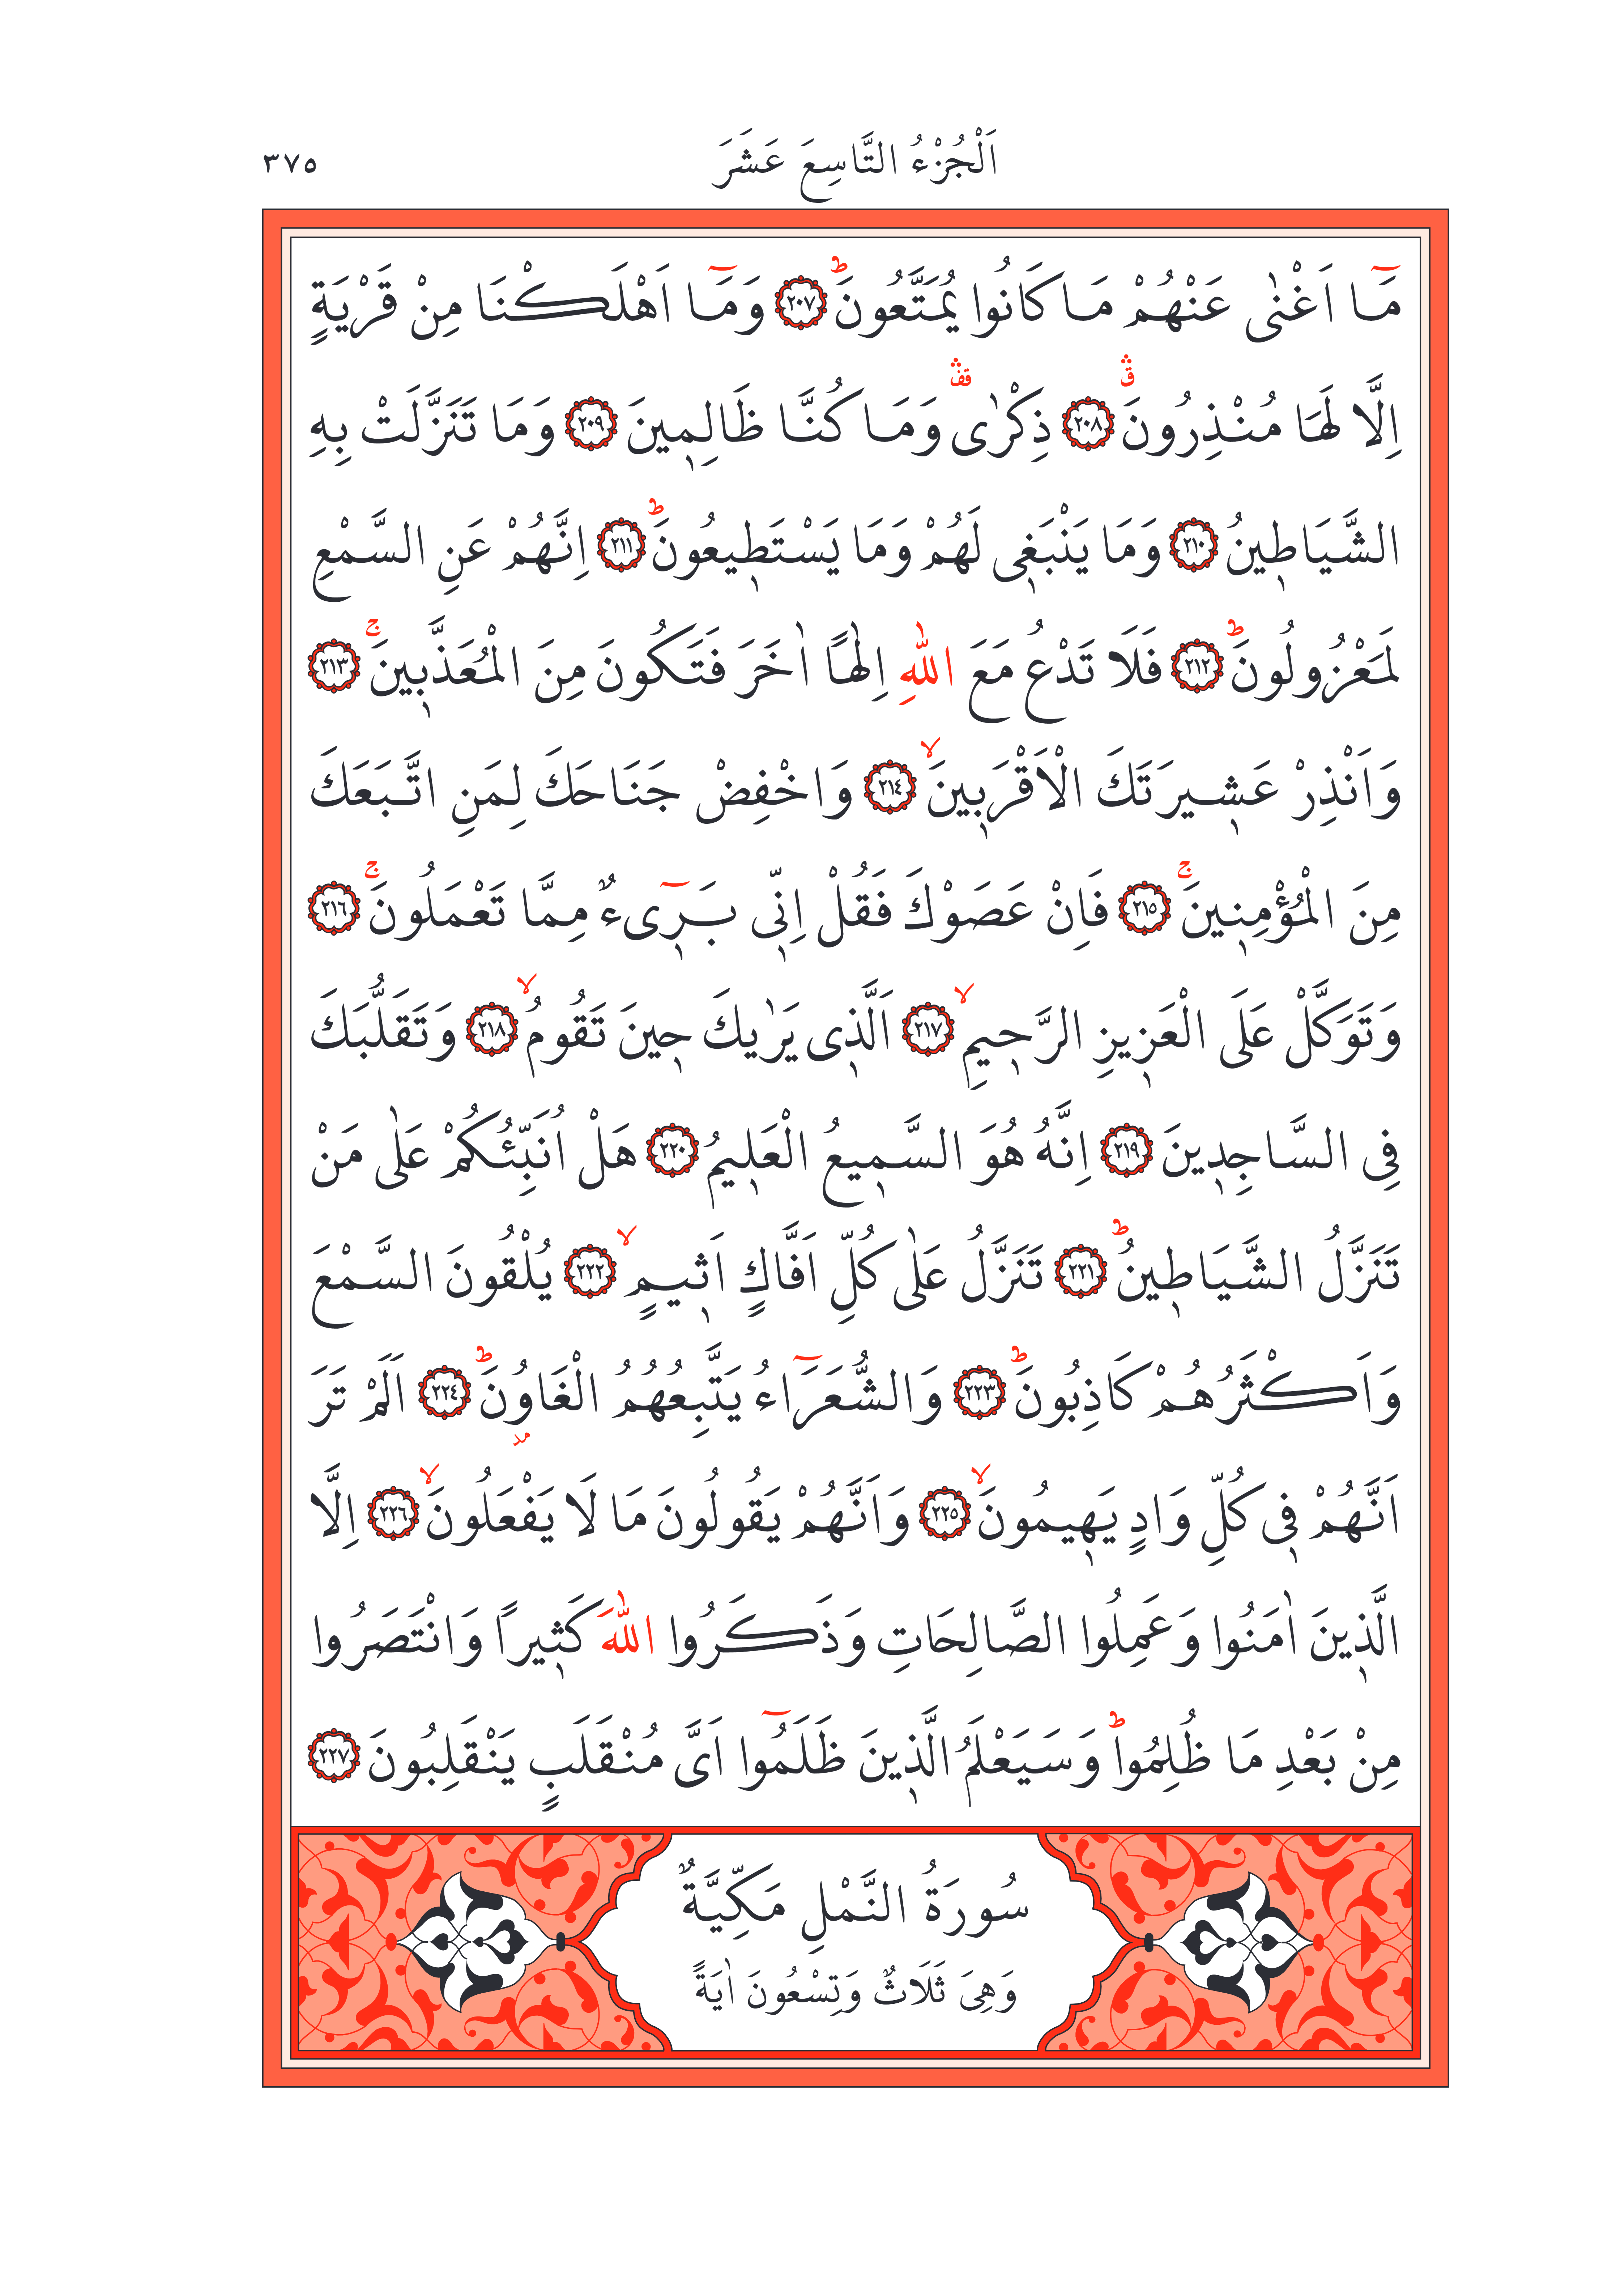 اَلْجُزْءُ التَّاسِعَ عَشَرَ ٣٧٥
مَٓا اَغْنٰى عَنْهُمْ مَا كَانُوا يُمَتَّعُونَۜ ﴿٢٠٧﴾ وَمَٓا اَهْلَكْنَا مِنْ قَرْيَةٍ
اِلَّا لَهَا مُنْذِرُونَۗ ﴿٢٠٨﴾ ذِكْرٰى۠ وَمَا كُنَّا ظَالِم۪ينَ ﴿٢٠٩﴾ وَمَا تَنَزَّلَتْ بِهِ
الشَّيَاط۪ينُ ﴿٢١٠﴾ وَمَا يَنْبَغ۪ي لَهُمْ وَمَا يَسْتَط۪يعُونَۜ ﴿٢١١﴾ اِنَّهُمْ عَنِ السَّمْعِ
لَمَعْزُولُونَۜ ﴿٢١٢﴾ فَلَا تَدْعُ مَعَ اللّٰهِ اِلٰهاً اٰخَرَ فَتَكُونَ مِنَ الْمُعَذَّب۪ينَۚ ﴿٢١٣﴾
وَاَنْذِرْ عَش۪يرَتَكَ الْاَقْرَب۪ينَۙ ﴿٢١٤﴾ وَاخْفِضْ جَنَاحَكَ لِمَنِ اتَّبَعَكَ
مِنَ الْمُؤْمِن۪ينَۚ ﴿٢١٥﴾ فَاِنْ عَصَوْكَ فَقُلْ اِنّ۪ي بَر۪ٓيءٌ مِمَّا تَعْمَلُونَۚ ﴿٢١٦﴾
وَتَوَكَّلْ عَلَى الْعَز۪يزِ الرَّح۪يمِۙ ﴿٢١٧﴾ اَلَّذ۪ي يَرٰيكَ ح۪ينَ تَقُومُۙ ﴿٢١٨﴾ وَتَقَلُّبَكَ
فِي السَّاجِد۪ينَ ﴿٢١٩﴾ اِنَّهُ هُوَ السَّم۪يعُ الْعَل۪يمُ ﴿٢٢٠﴾ هَلْ اُنَبِّئُكُمْ عَلٰى مَنْ
تَنَزَّلُ الشَّيَاط۪ينُۜ ﴿٢٢١﴾ تَنَزَّلُ عَلٰى كُلِّ اَفَّاكٍ اَث۪يمٍۙ ﴿٢٢٢﴾ يُلْقُونَ السَّمْعَ
وَاَكْثَرُهُمْ كَاذِبُونَۜ ﴿٢٢٣﴾ وَالشُّعَرَٓاءُ يَتَّبِعُهُمُ الْغَاوُ۫نَۜ ﴿٢٢٤﴾ اَلَمْ تَرَ
اَنَّهُمْ ف۪ي كُلِّ وَادٍ يَه۪يمُونَۙ ﴿٢٢٥﴾ وَاَنَّهُمْ يَقُولُونَ مَا لَا يَفْعَلُونَۙ ﴿٢٢٦﴾ اِلَّا
الَّذ۪ينَ اٰمَنُوا وَعَمِلُوا الصَّالِحَاتِ وَذَكَرُوا اللّٰهَ كَث۪يراً وَانْتَصَرُوا
مِنْ بَعْدِ مَا ظُلِمُواۜ وَسَيَعْلَمُ الَّذ۪ينَ ظَلَمُٓوا اَيَّ مُنْقَلَبٍ يَنْقَلِبُونَ ﴿٢٢٧﴾
سُورَةُ النَّمْلِ مَكِّيَّةٌ
وَهِيَ ثَلَاثٌ وَتِسْعُونَ اٰيَةً